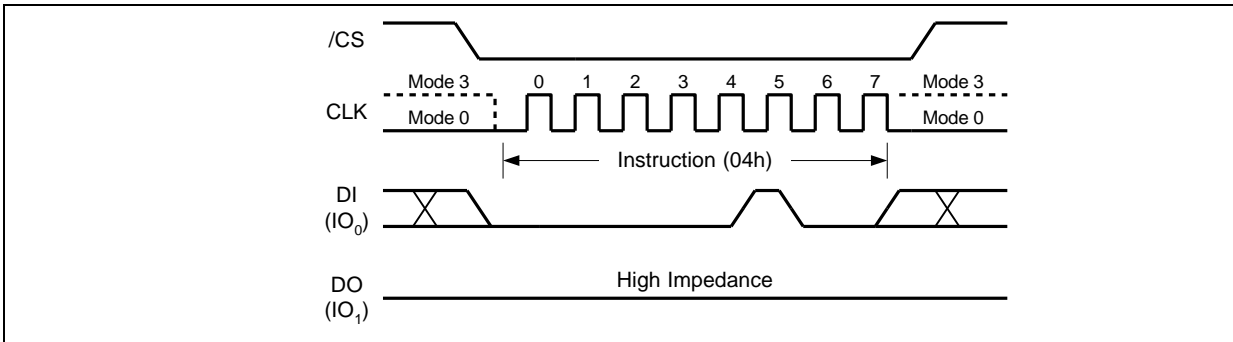 /CS
Mode 3 0 1 2 3 4 5 6 7 Mode 3
CLK
Mode 0 Mode 0
Instruction (04h)
DI
(IO0)
High Impedance
DO
(IO1)